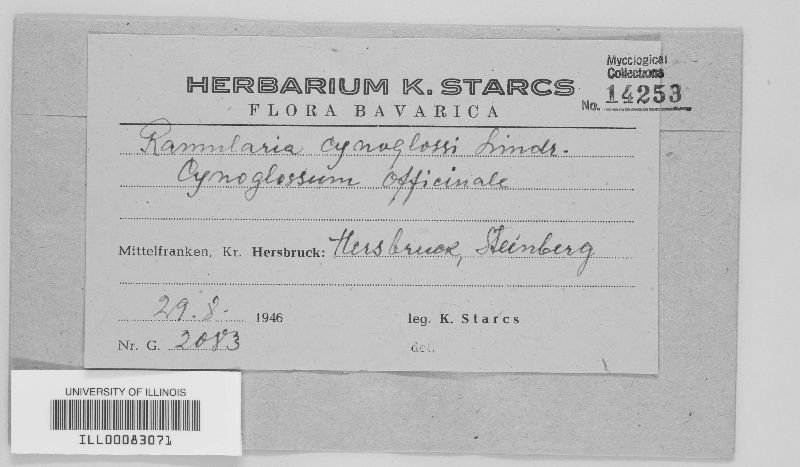 HERBARIUM K. STARCS
FLORA BAVARICA
Mycological
Collections
No. 14253
Ramularia cynoglossi Lindr.
Cynoglossum officinale
Mittelfranken, Kr. Hersbruck: Hersbruck, Steinberg
29.8. 1946
leg. K. Starcs
Nr. G. 2083
det.
UNIVERSITY OF ILLINOIS
ILL00083071